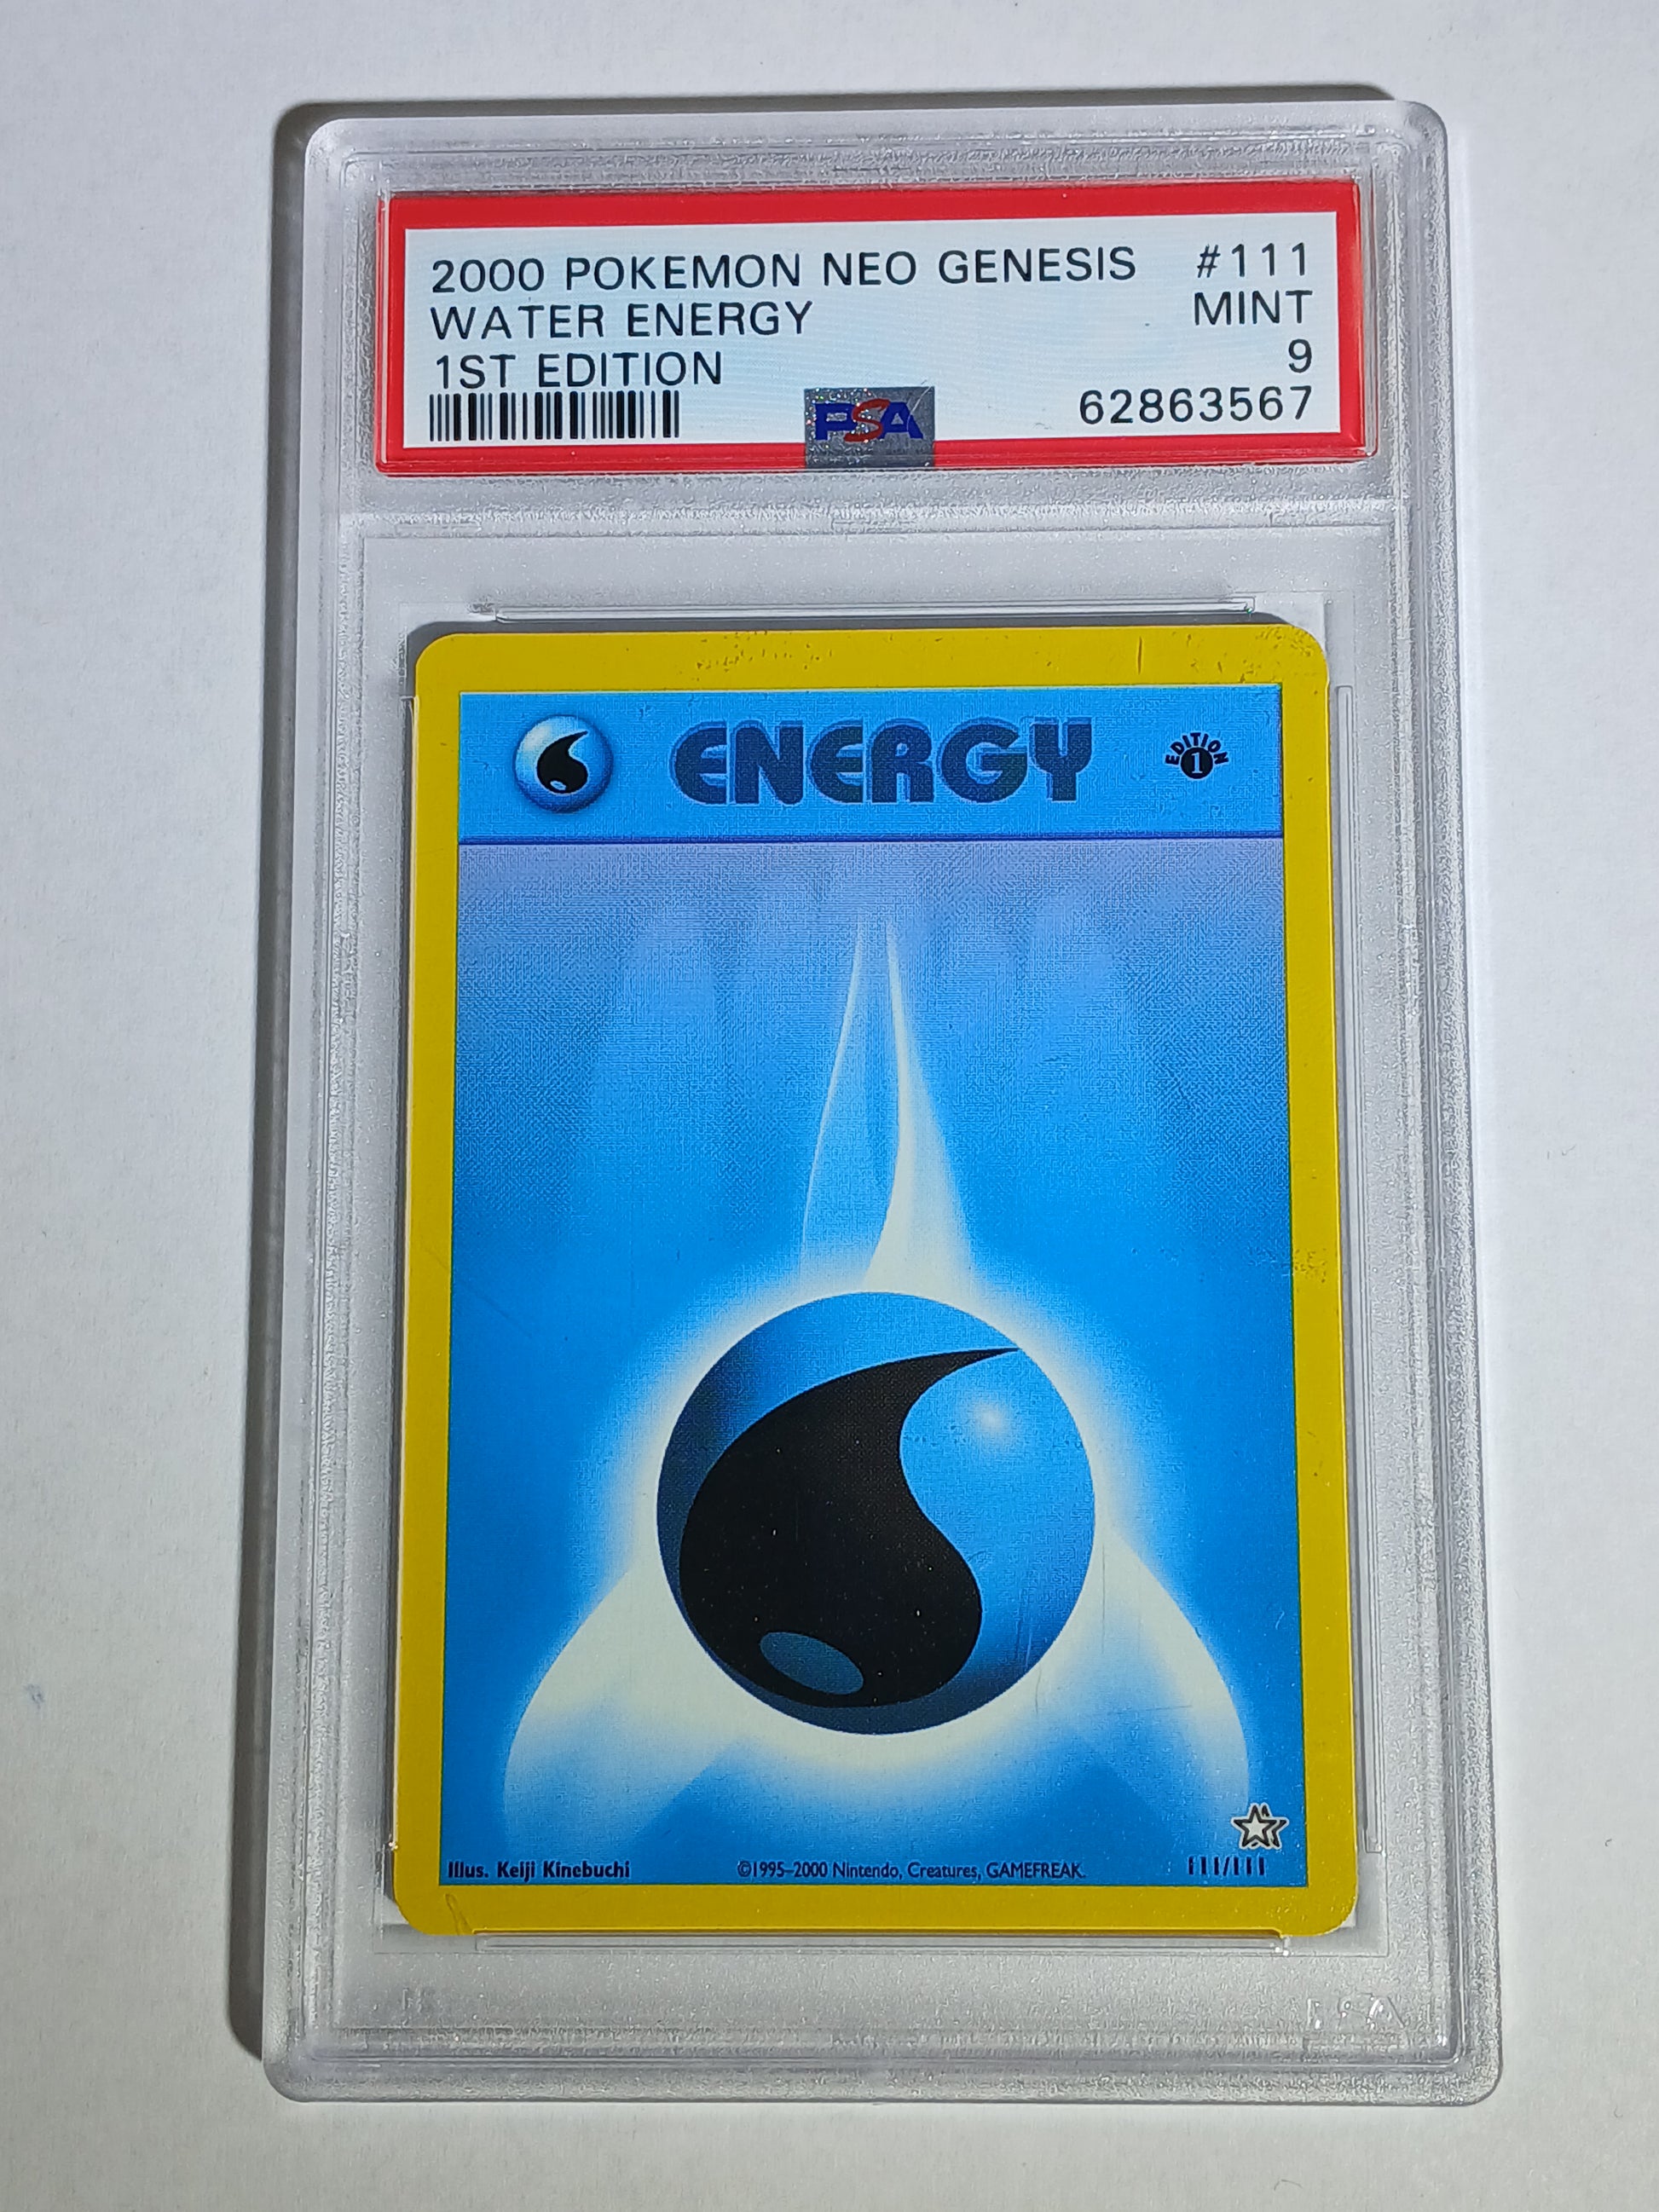 2000 POKEMON NEO GENESIS #111
WATER ENERGY MINT
1ST EDITION 9
PSA 62863567
ENERGY
EDITION
1
Illus. Keiji Kinebuchi ©1995–2000 Nintendo, Creatures, GAMEFREAK. 111/111
PSA